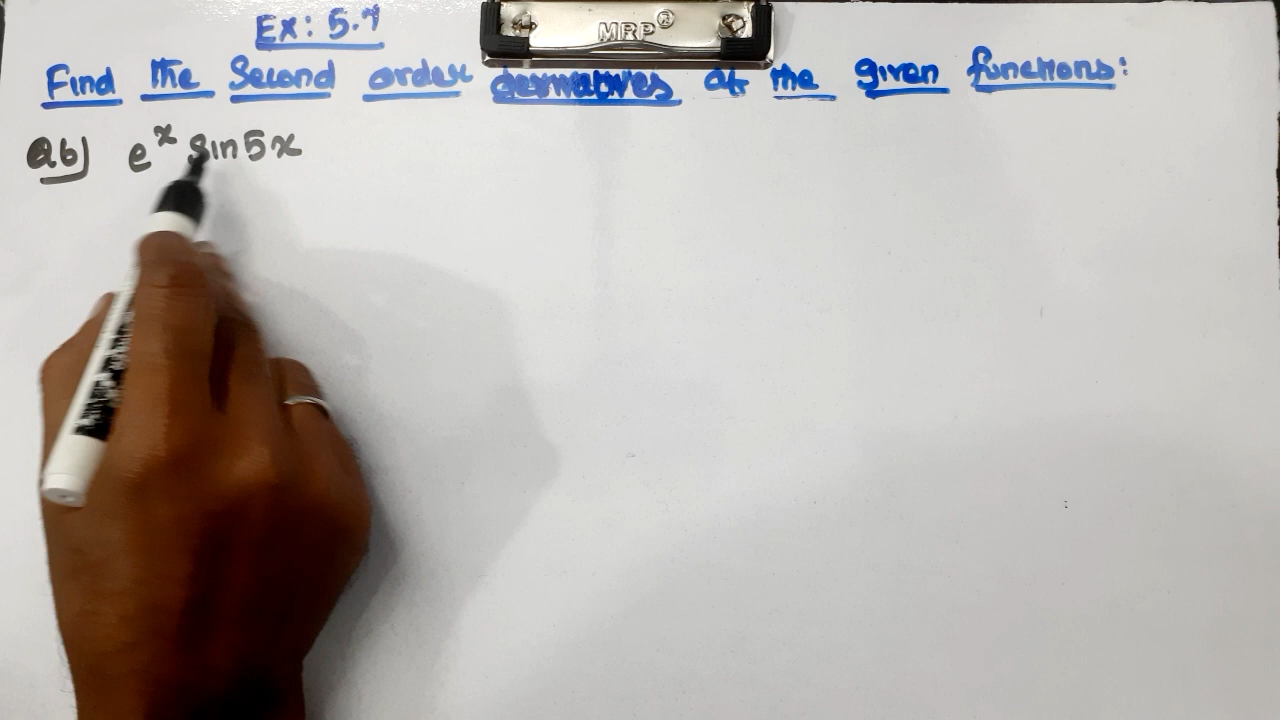 MRP®
Ex: 5.7
Find the Second order derivatives of the given functions:
Q6) e^x sin5x